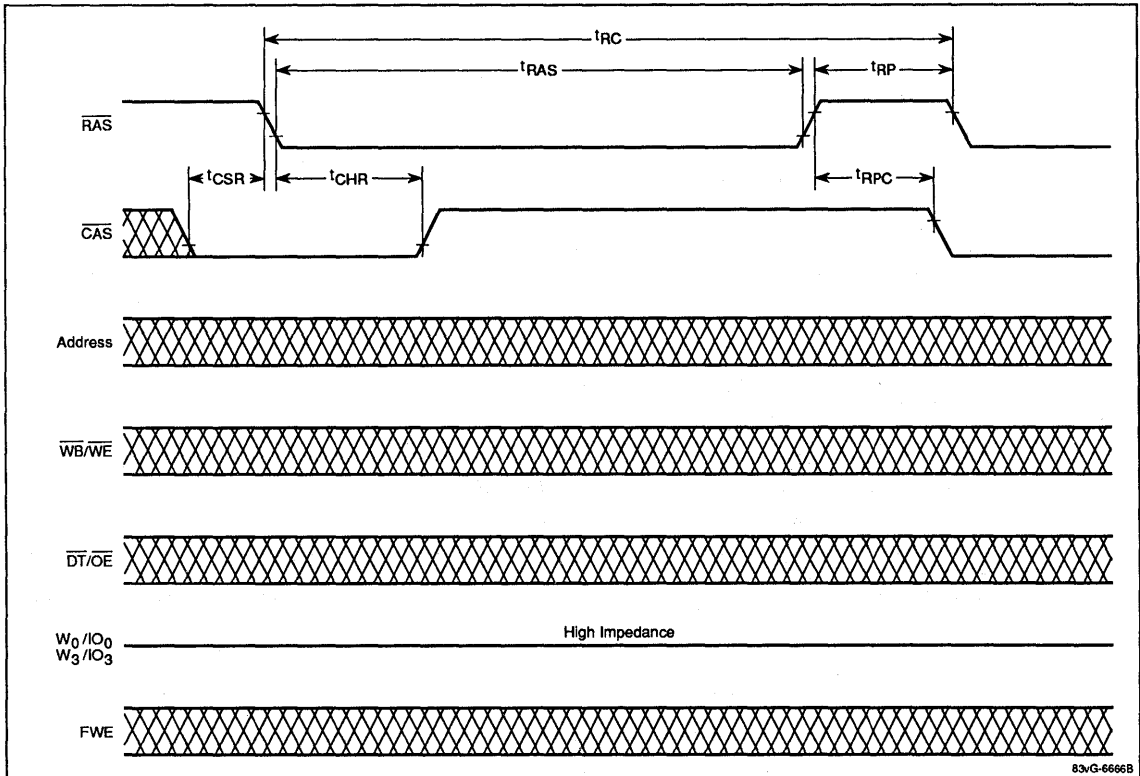 tRC
tRAS
tRP
RAS
tCSR
tCHR
tRPC
CAS
Address
WB/WE
DT/OE
W0/IO0
W3/IO3
High Impedance
FWE
83vG-6666B